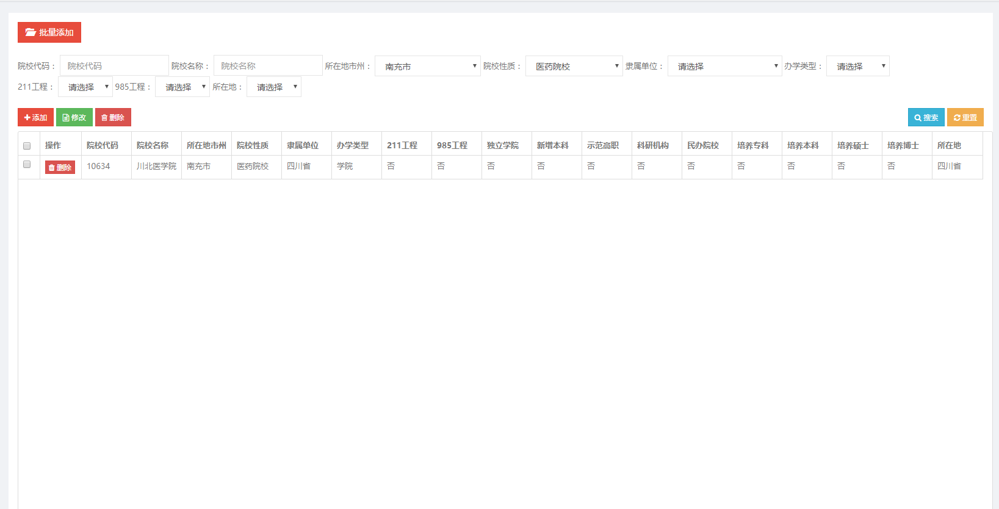 批量添加
院校代码： 院校代码 院校名称： 院校名称 所在地市州： 南充市 院校性质： 医药院校 隶属单位： 请选择 办学类型： 请选择
211工程： 请选择 985工程： 请选择 所在地： 请选择
添加 修改 删除 搜索 重置
操作 院校代码 院校名称 所在地市州 院校性质 隶属单位 办学类型 211工程 985工程 独立学院 新增本科 示范高职 科研机构 民办院校 培养专科 培养本科 培养硕士 培养博士 所在地
删除 10634 川北医学院 南充市 医药院校 四川省 学院 否 否 否 否 否 否 否 否 否 否 否 四川省